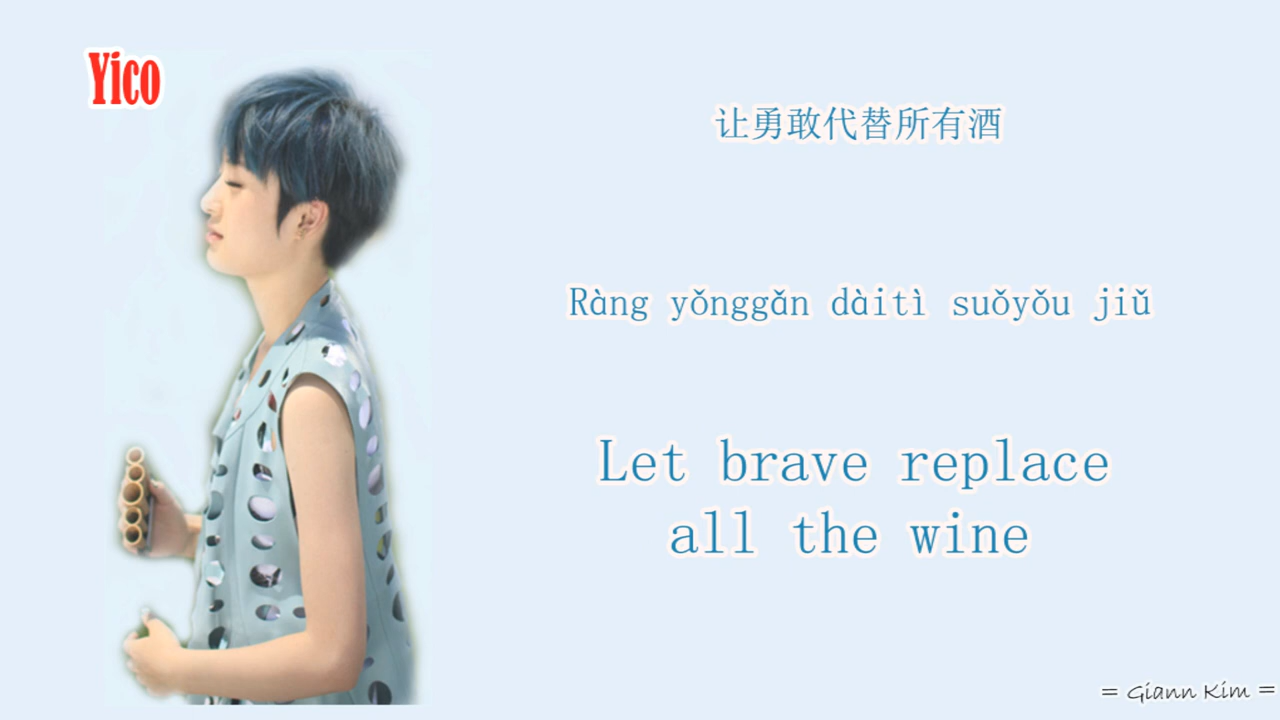 Yico
让勇敢代替所有酒
Ràng yǒnggǎn dàitì suǒyǒu jiǔ
Let brave replace
all the wine
= Giann Kim =